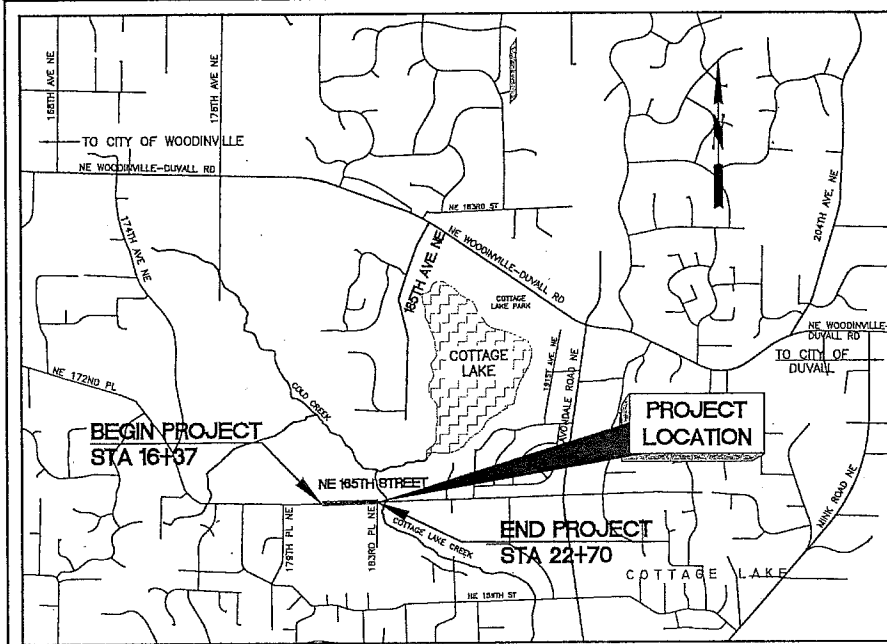 168TH AVE NE
176TH AVE NE
TO CITY OF WOODINVILLE
NE WOODINVILLE-DUVALL RD
174TH AVE NE
NE 183RD ST
NE WOODINVILLE-DUVALL RD
185TH AVE NE
204TH AVE NE
COTTAGE
LAKE PARK
COTTAGE
LAKE
191ST AVE NE
AVONDALE ROAD NE
NE WOODINVILLE-
DUVALL RD
TO CITY OF
DUVALL
NE 172ND PL
COLD CREEK
PROJECT
LOCATION
BEGIN PROJECT
STA 16+37
NE 165TH STREET
179TH PL NE
183RD PL NE
COTTAGE LAKE CREEK
END PROJECT
STA 22+70
MINK ROAD NE
COTTAGE LAKE
NE 159TH ST